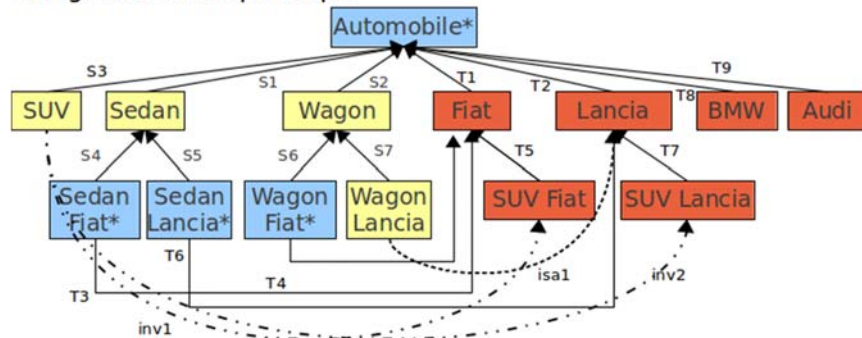 Automobile*
S3
S1
S2
T1
T2
T8
T9
SUV
Sedan
Wagon
Fiat
Lancia
BMW
Audi
S4
S5
S6
S7
T5
T7
Sedan
Fiat*
Sedan
Lancia*
Wagon
Fiat*
Wagon
Lancia
SUV Fiat
SUV Lancia
T6
T3
T4
isa1
inv2
inv1